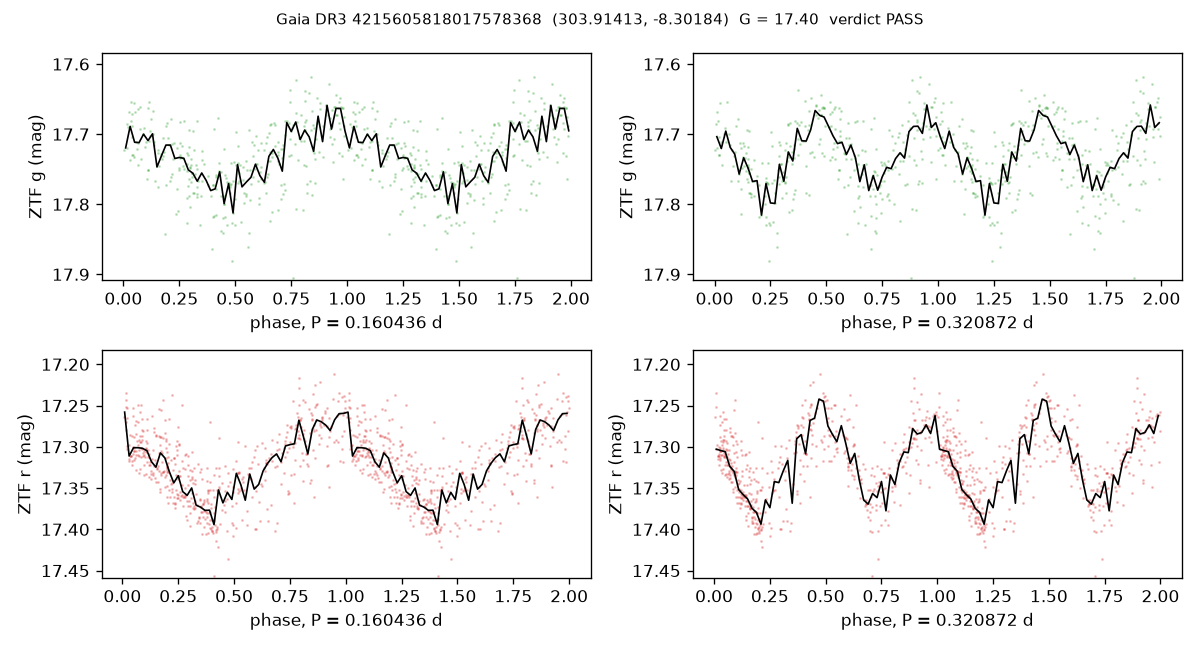 Gaia DR3 4215605818017578368 (303.91413, -8.30184) G = 17.40 verdict PASS
17.6
17.7
17.8
17.9
ZTF g (mag)
0.00 0.25 0.50 0.75 1.00 1.25 1.50 1.75 2.00
phase, P = 0.160436 d
17.6
17.7
17.8
17.9
ZTF g (mag)
0.00 0.25 0.50 0.75 1.00 1.25 1.50 1.75 2.00
phase, P = 0.320872 d
17.20
17.25
17.30
17.35
17.40
17.45
ZTF r (mag)
0.00 0.25 0.50 0.75 1.00 1.25 1.50 1.75 2.00
phase, P = 0.160436 d
17.20
17.25
17.30
17.35
17.40
17.45
ZTF r (mag)
0.00 0.25 0.50 0.75 1.00 1.25 1.50 1.75 2.00
phase, P = 0.320872 d